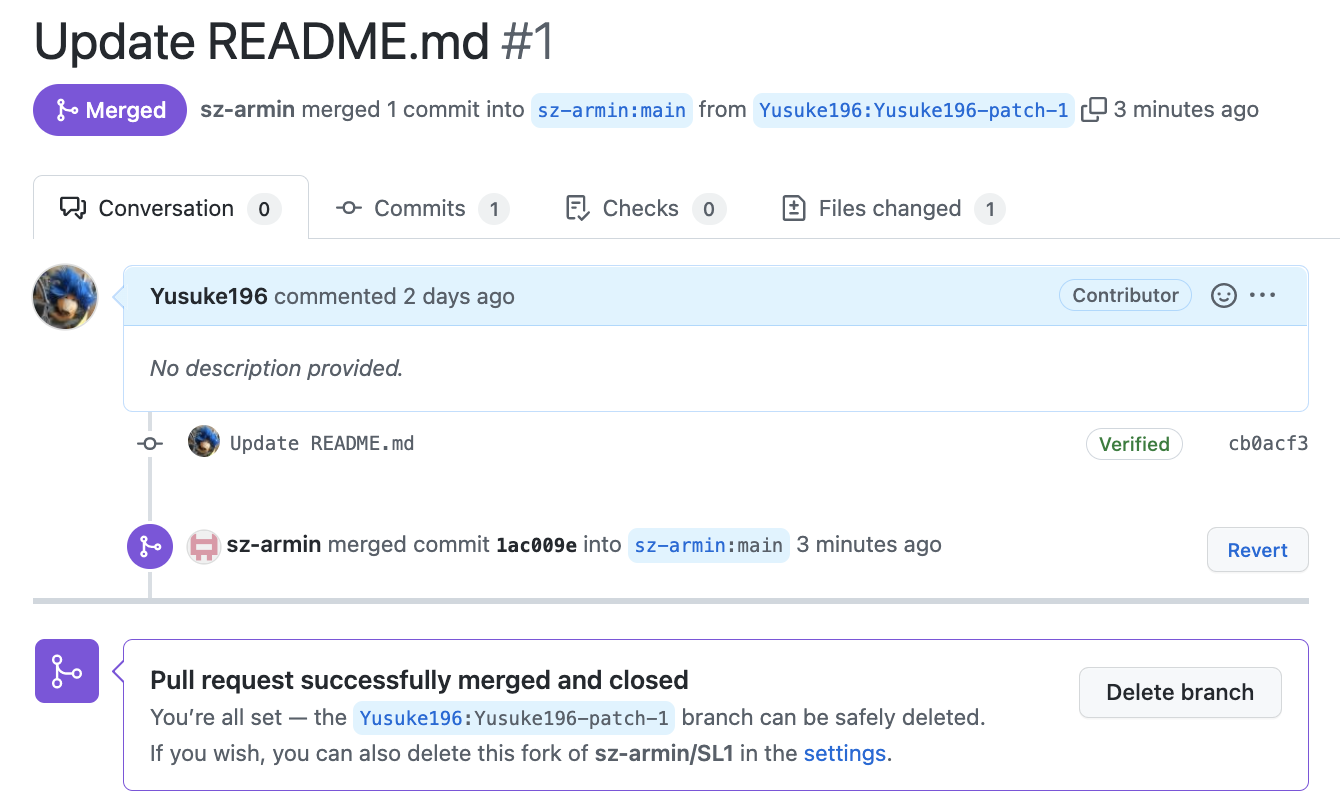 Update README.md #1
Merged sz-armin merged 1 commit into sz-armin:main from Yusuke196:Yusuke196-patch-1 3 minutes ago
Conversation 0 Commits 1 Checks 0 Files changed 1
Yusuke196 commented 2 days ago Contributor
No description provided.
Update README.md Verified cb0acf3
sz-armin merged commit 1ac009e into sz-armin:main 3 minutes ago Revert
Pull request successfully merged and closed
Delete branch
You’re all set — the Yusuke196:Yusuke196-patch-1 branch can be safely deleted.
If you wish, you can also delete this fork of sz-armin/SL1 in the settings.